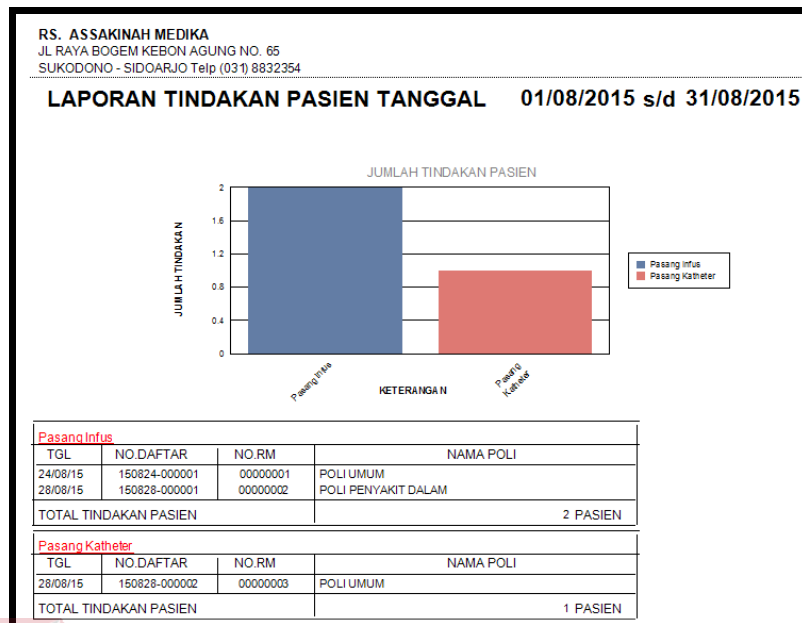 RS. ASSAKINAH MEDIKA
JL RAYA BOGEM KEBON AGUNG NO. 65
SUKODONO - SIDOARJO Telp (031) 8832354
LAPORAN TINDAKAN PASIEN TANGGAL 01/08/2015 s/d 31/08/2015
JUMLAH TINDAKAN PASIEN
2
1.6
1.2
0.8
0.4
0
JUMLAH TINDAKAN
Pasang Infus
Pasang Katheter
Pasang Infus
Pasang
Katheter
KETERANGAN
Pasang Infus
TGL NO.DAFTAR NO.RM NAMA POLI
24/08/15 150824-000001 00000001 POLI UMUM
28/08/15 150828-000001 00000002 POLI PENYAKIT DALAM
TOTAL TINDAKAN PASIEN 2 PASIEN
Pasang Katheter
TGL NO.DAFTAR NO.RM NAMA POLI
28/08/15 150828-000002 00000003 POLI UMUM
TOTAL TINDAKAN PASIEN 1 PASIEN